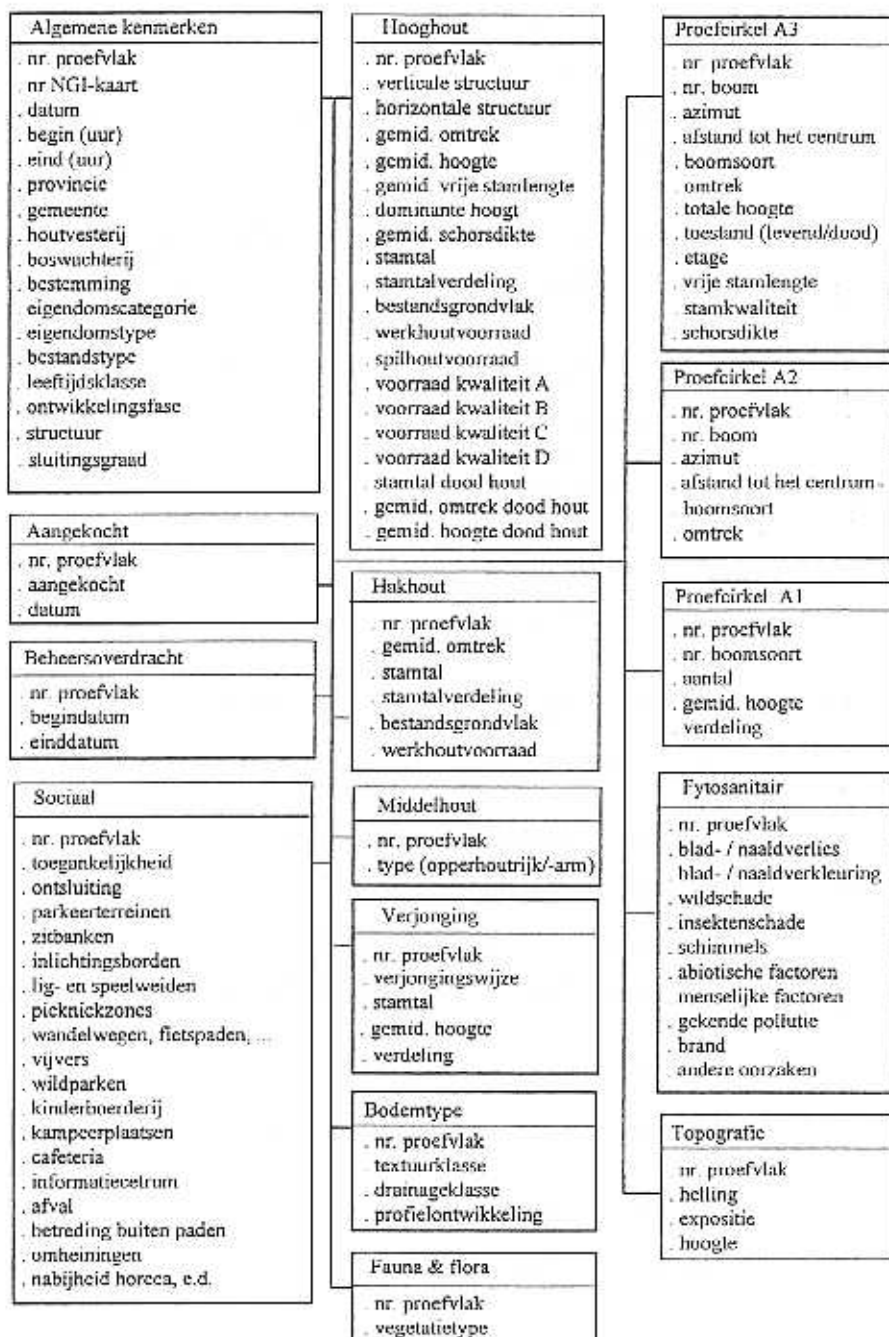 Algemene kenmerken
. nr. proefvlak
. nr NGI-kaart
. datum
. begin (uur)
. eind (uur)
. provincie
. gemeente
. houtvesterij
. boswachterij
. bestemming
eigendomscategorie
. eigendomstype
. bestandstype
. leeftijdsklasse
. ontwikkelingsfase
. structuur
. sluitingsgraad
Aangekocht
. nr. proefvlak
. aangekocht
. datum
Beheersoverdracht
. nr. proefvlak
. begindatum
. einddatum
Sociaal
. nr. proefvlak
. toegankelijkheid
. ontsluiting
. parkeerterreinen
. zitbanken
. inlichtingsborden
. lig- en speelweiden
. picknickzones
. wandelwegen, fietspaden, ...
. vijvers
. wildparken
. kinderboerderij
. kampeerplaatsen
. cafeteria
. informatiecetrum
. afval
. betreding buiten paden
. omheiningen
. nabijheid horeca, e.d.
Hooghout
. nr. proefvlak
. verticale structuur
. horizontale structuur
. gemid. omtrek
. gemid. hoogte
. gemid. vrije stamlengte
. dominante hoogt
. gemid. schorsdikte
. stamtal
. stamtalverdeling
. bestandsgrondvlak
. werkhoutvoorraad
. spilhoutvoorraad
. voorraad kwaliteit A
. voorraad kwaliteit B
. voorraad kwaliteit C
. voorraad kwaliteit D
. stamtal dood hout
. gemid. omtrek dood hout
. gemid. hoogte dood hout
Hakhout
. nr. proefvlak
. gemid. omtrek
. stamtal
. stamtalverdeling
. bestandsgrondvlak
. werkhoutvoorraad
Middelhout
. nr. proefvlak
. type (opperhoutrijk/-arm)
Verjonging
. nr. proefvlak
. verjongingswijze
. stamtal
. gemid. hoogte
. verdeling
Bodemtype
. nr. proefvlak
. textuurklasse
. drainageklasse
. profielontwikkeling
Fauna & flora
nr. proefvlak
. vegetatietype
Proefcirkel A3
. nr. proefvlak
. nr. boom
. azimut
. afstand tot het centrum
. boomsoort
. omtrek
. totale hoogte
. toestand (levend/dood)
. etage
. vrije stamlengte
stamkwaliteit
. schorsdikte
Proefcirkel A2
. nr. proefvlak
. nr. boom
. azimut
. afstand tot het centrum
boomsoort
. omtrek
Proefcirkel A1
. nr. proefvlak
. nr. boomsoort
. aantal
. gemid. hoogte
verdeling
Fytosanitair
. nr. proefvlak
. blad- / naaldverlies
blad- / naaldverkleuring
. wildschade
. insektenschade
. schimmels
. abiotische factoren
menselijke factoren
. gekende pollutie
. brand
. andere oorzaken
Topografie
nr. proefvlak
. helling
. expositie
. hoogte